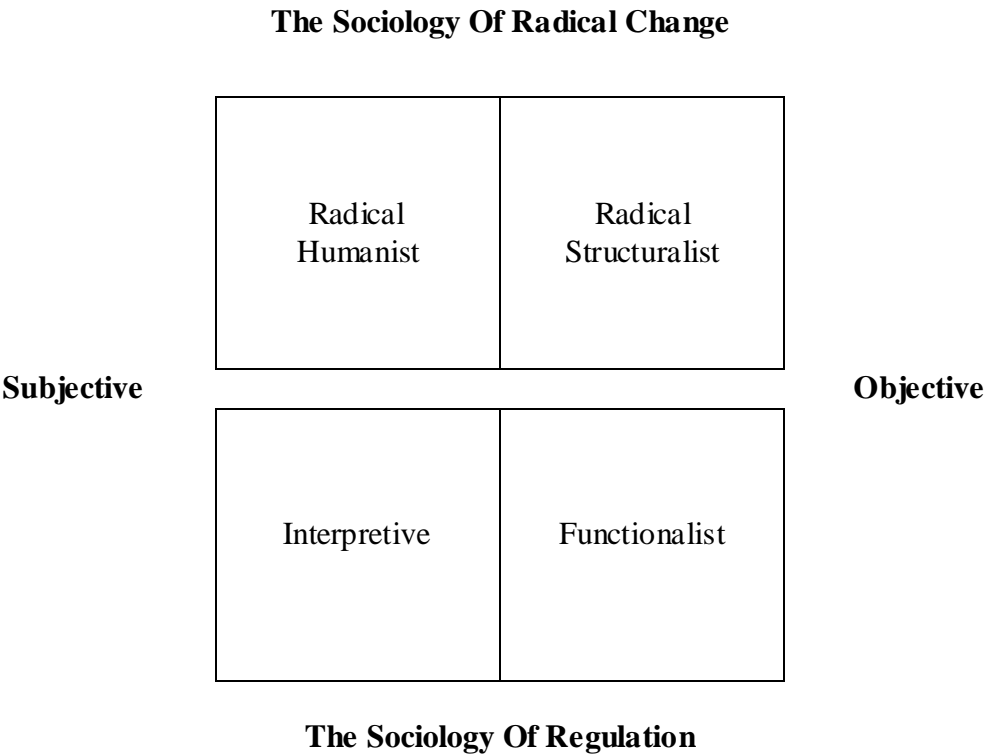 The Sociology Of Radical Change
Radical
Humanist
Radical
Structuralist
Subjective
Objective
Interpretive
Functionalist
The Sociology Of Regulation